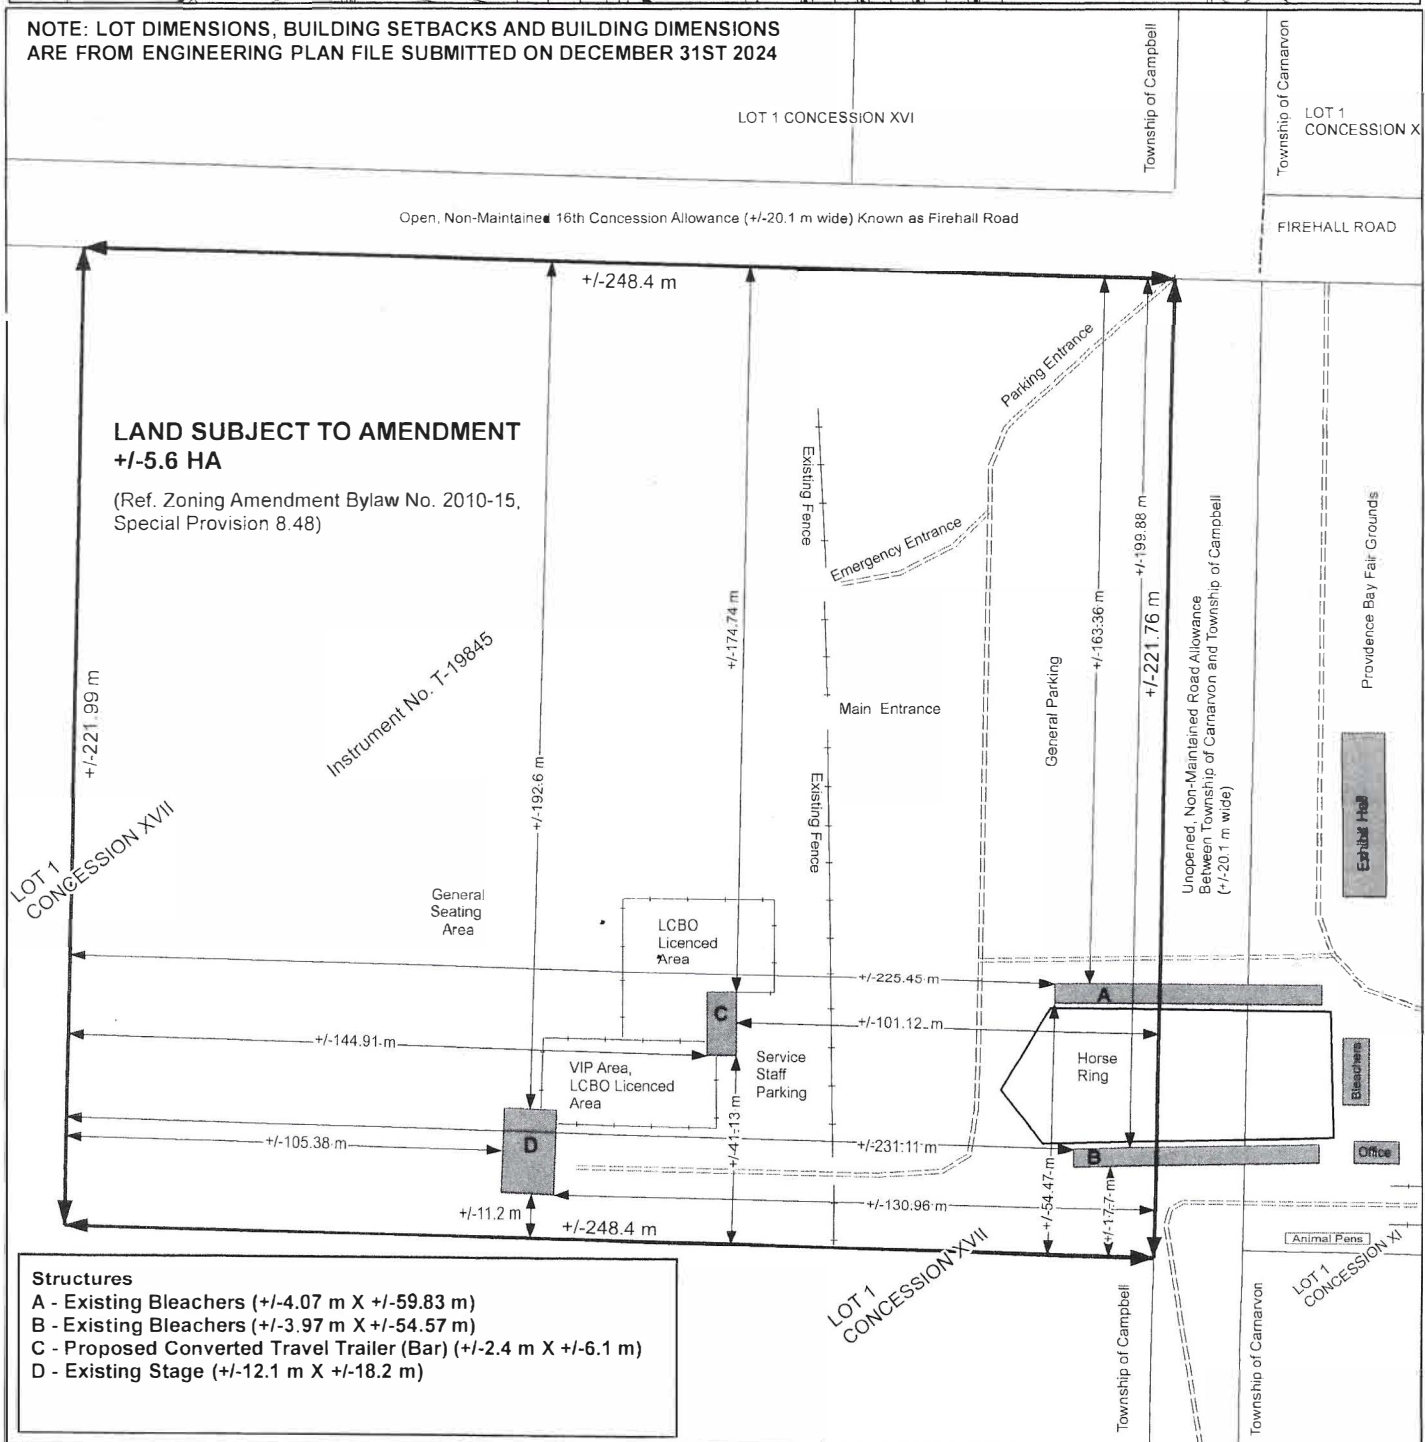 NOTE: LOT DIMENSIONS, BUILDING SETBACKS AND BUILDING DIMENSIONS
ARE FROM ENGINEERING PLAN FILE SUBMITTED ON DECEMBER 31ST 2024
Township of Campbell
Township of Carnarvon
LOT 1 CONCESSION XVI
LOT 1
CONCESSION X
Open, Non-Maintained 16th Concession Allowance (+/-20.1 m wide) Known as Firehall Road
FIREHALL ROAD
+/-248.4 m
Parking Entrance
LAND SUBJECT TO AMENDMENT
+/-5.6 HA
(Ref. Zoning Amendment Bylaw No. 2010-15,
Special Provision 8.48)
Existing Fence
Emergency Entrance
+/-199.88 m
+/-163.36 m
+/-221.76 m
+/-174.74 m
Unopened, Non-Maintained Road Allowance
Between Township of Carnarvon and Township of Campbell
(+/-20.1 m wide)
Providence Bay Fair Grounds
Instrument No. T-19845
+/-221.99 m
General Parking
Main Entrance
+/-192.6 m
Existing Fence
Exhibit Hall
LOT 1
CONCESSION XVII
General
Seating
Area
LCBO
Licenced
Area
+/-225.45 m
A
C
+/-101.12 m
+/-144.91 m
Service
Staff
Parking
Horse
Ring
Bleachers
VIP Area,
LCBO Licenced
Area
+/-41.13 m
D
+/-105.38 m
+/-231.11 m
B
Office
+/-54.47 m
+/-17.7 m
+/-130.96 m
+/-11.2 m
+/-248.4 m
Animal Pens
LOT 1
CONCESSION XVII
LOT 1
CONCESSION XI
Township of Campbell
Township of Carnarvon
Structures
A - Existing Bleachers (+/-4.07 m X +/-59.83 m)
B - Existing Bleachers (+/-3.97 m X +/-54.57 m)
C - Proposed Converted Travel Trailer (Bar) (+/-2.4 m X +/-6.1 m)
D - Existing Stage (+/-12.1 m X +/-18.2 m)